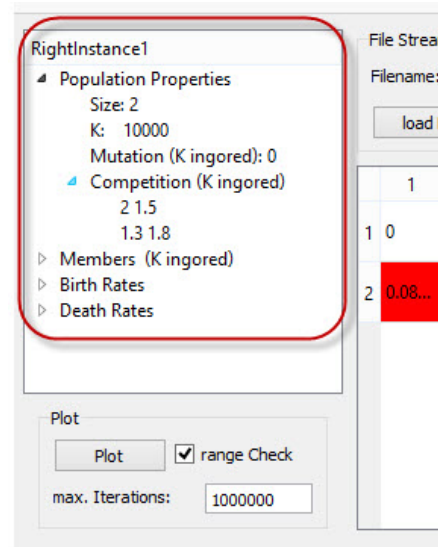 RightInstance1
Population Properties
Size: 2
K: 10000
Mutation (K ingored): 0
Competition (K ingored)
2 1.5
1.3 1.8
Members (K ingored)
Birth Rates
Death Rates
Plot
Plot
range Check
max. Iterations:
1000000
File Strea
Filename:
load
1
1 0
2 0.08...